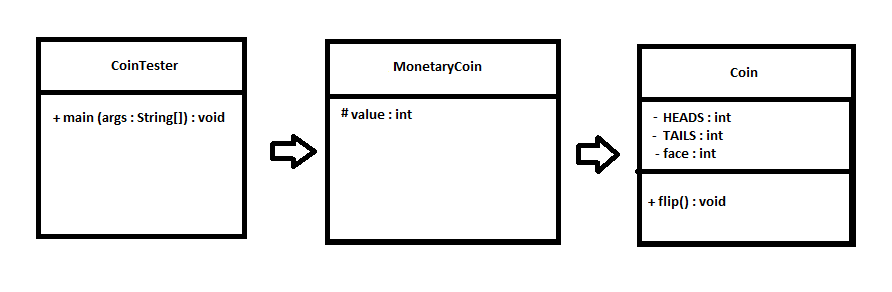 CoinTester
+ main (args : String[]) : void
MonetaryCoin
# value : int
Coin
- HEADS : int
- TAILS : int
- face : int
+ flip() : void